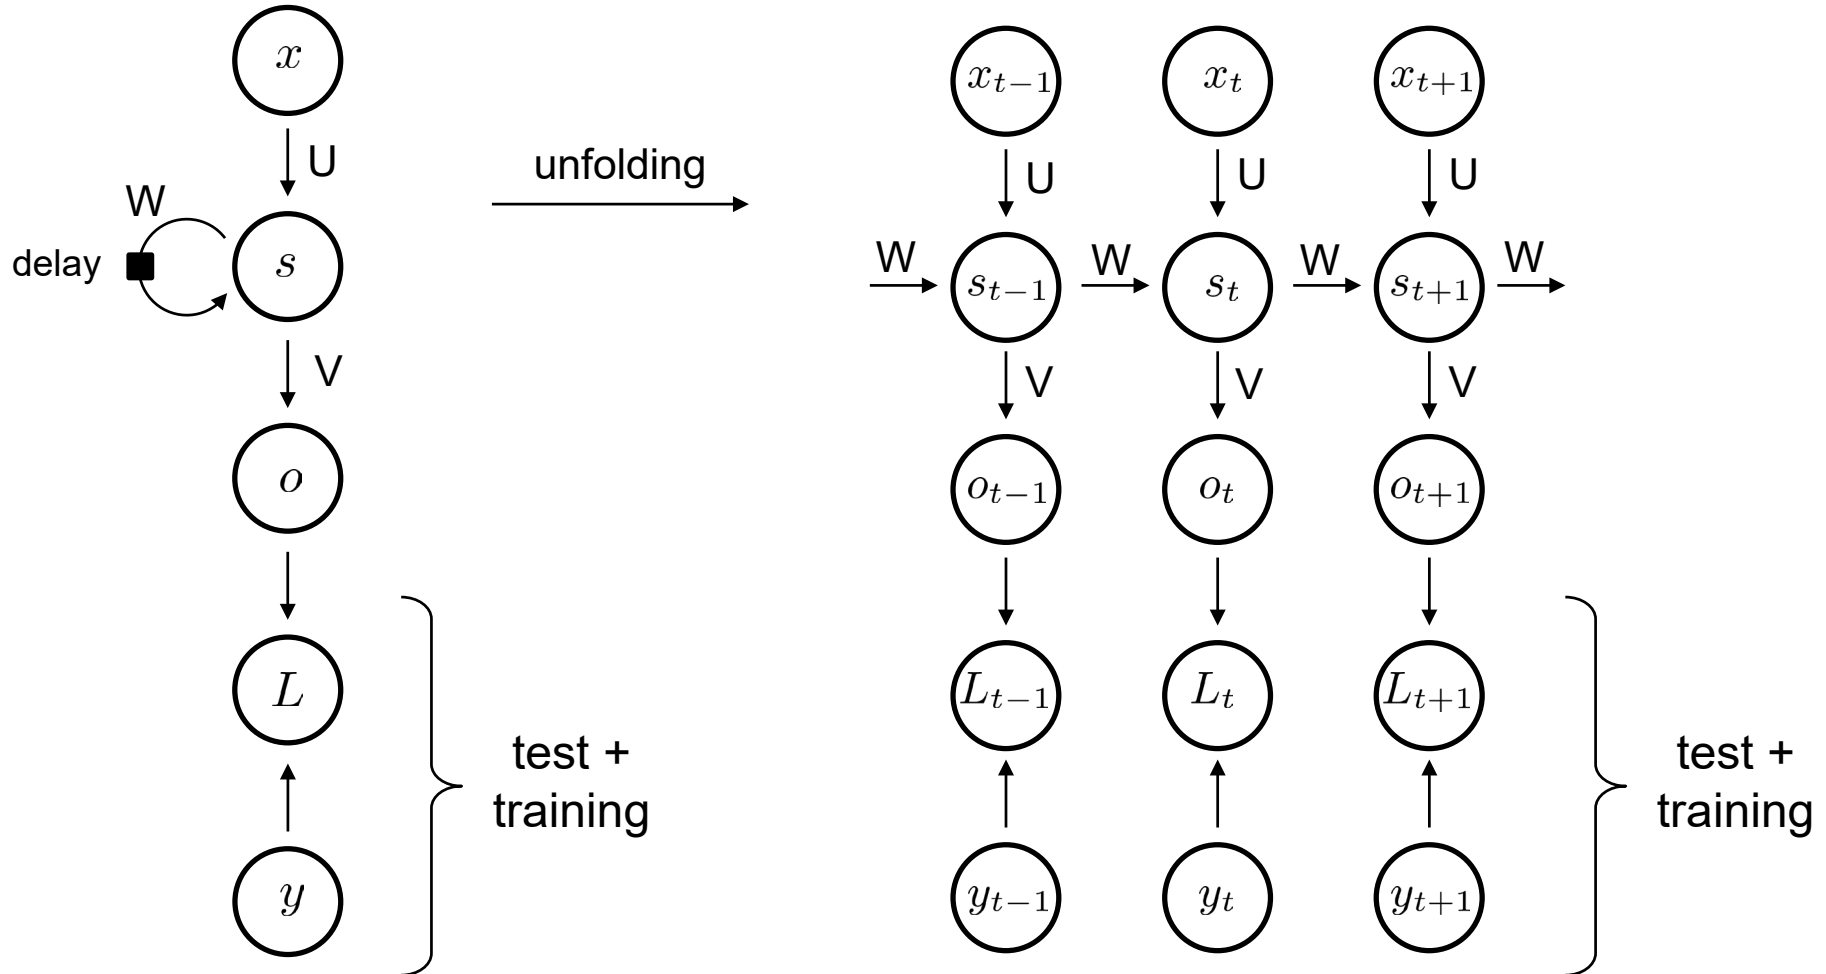 x
U
W
delay
s
V
o
L
y
test +
training
unfolding
x_{t−1} x_t x_{t+1}
U U U
W s_{t−1} W s_t W s_{t+1} W
V V V
o_{t−1} o_t o_{t+1}
L_{t−1} L_t L_{t+1}
y_{t−1} y_t y_{t+1}
test +
training